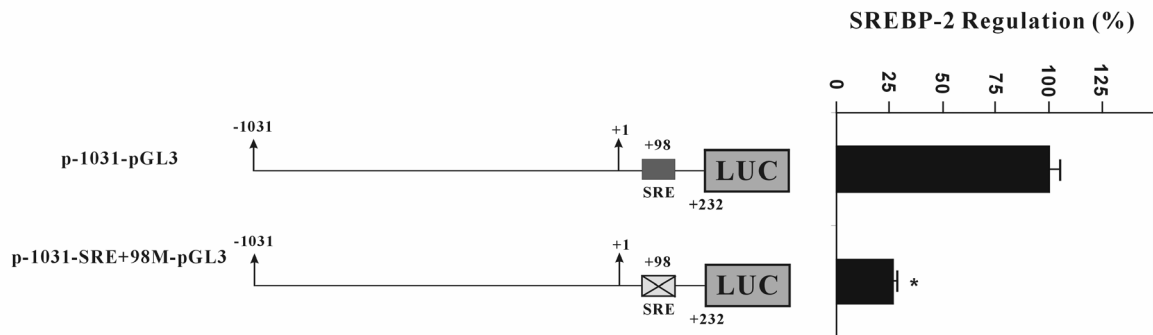 SREBP-2 Regulation (%)
0 25 50 75 100 125
-1031
+1
+98
p-1031-pGL3
LUC
SRE
+232
-1031
+1
+98
p-1031-SRE+98M-pGL3
LUC
*
SRE
+232